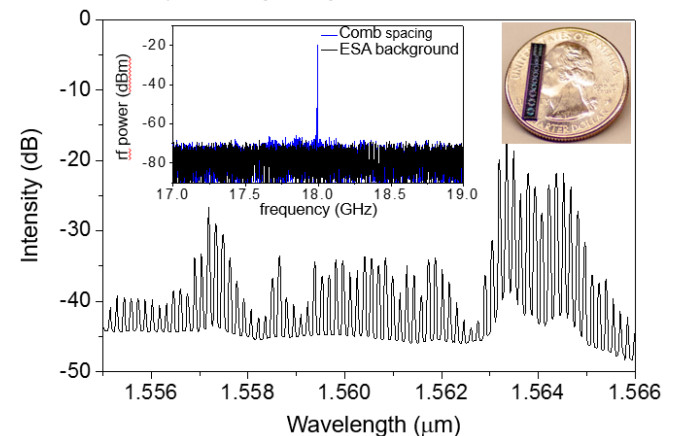 0
-10
-20
-30
-40
-50
Intensity (dB)
1.556 1.558 1.560 1.562 1.564 1.566
Wavelength (μm)
-20
-40
-60
-80
rf power (dBm)
Comb spacing
ESA background
17.0 17.5 18.0 18.5 19.0
frequency (GHz)